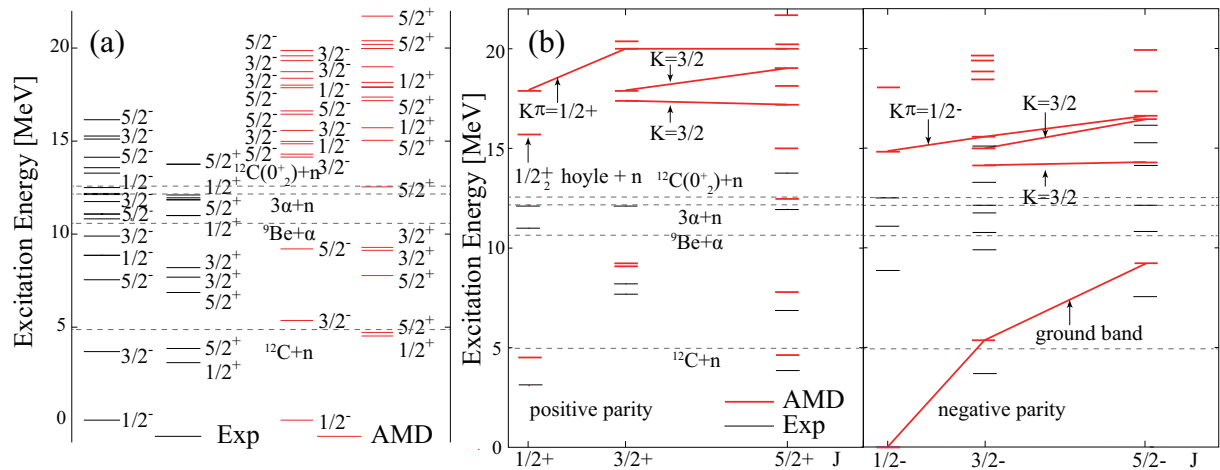 (a)
Excitation Energy [MeV]
20
15
10
5
0
5/2⁻
3/2⁻
5/2⁻
1/2⁻
3/2⁻
5/2⁻
3/2⁻
1/2⁻
5/2⁻
3/2⁻
1/2⁻
5/2⁺
1/2⁺
5/2⁺
1/2⁺
3/2⁺
3/2⁺
5/2⁺
5/2⁺
1/2⁺
5/2⁻
3/2⁻
3/2⁻
5/2⁻
5/2⁻
3/2⁻
5/2⁻
3/2⁻
3/2⁻
1/2⁻
5/2⁻
3/2⁻
1/2⁻
3/2⁻
5/2⁻
3/2⁻
1/2⁻
5/2⁺
5/2⁺
1/2⁺
5/2⁺
1/2⁺
5/2⁺
5/2⁺
3/2⁺
3/2⁺
5/2⁺
5/2⁺
1/2⁺
¹²C(0⁺₂)+n
3α+n
⁹Be+α
¹²C+n
Exp
AMD
(b)
Excitation Energy [MeV]
20
15
10
5
0
K=3/2
Kπ=1/2+
K=3/2
1/2⁺₂ hoyle + n
¹²C(0⁺₂)+n
3α+n
⁹Be+α
¹²C+n
positive parity
AMD
Exp
1/2+ 3/2+ 5/2+ J
Kπ=1/2-
K=3/2
K=3/2
ground band
negative parity
1/2- 3/2- 5/2- J